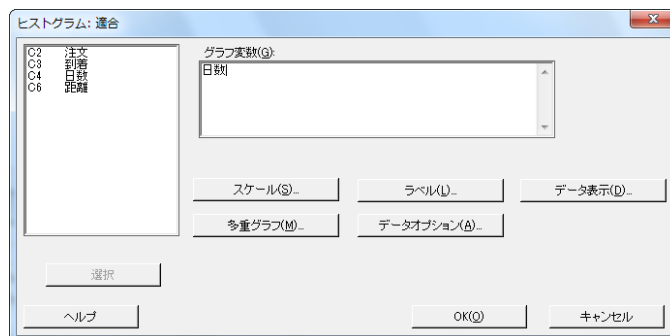 ヒストグラム: 適合
C2 注文
C3 到着
C4 日数
C6 距離
グラフ変数(G):
日数
スケール(S)...
ラベル(L)...
データ表示(D)...
多重グラフ(M)...
データオプション(A)...
選択
ヘルプ
OK(O)
キャンセル